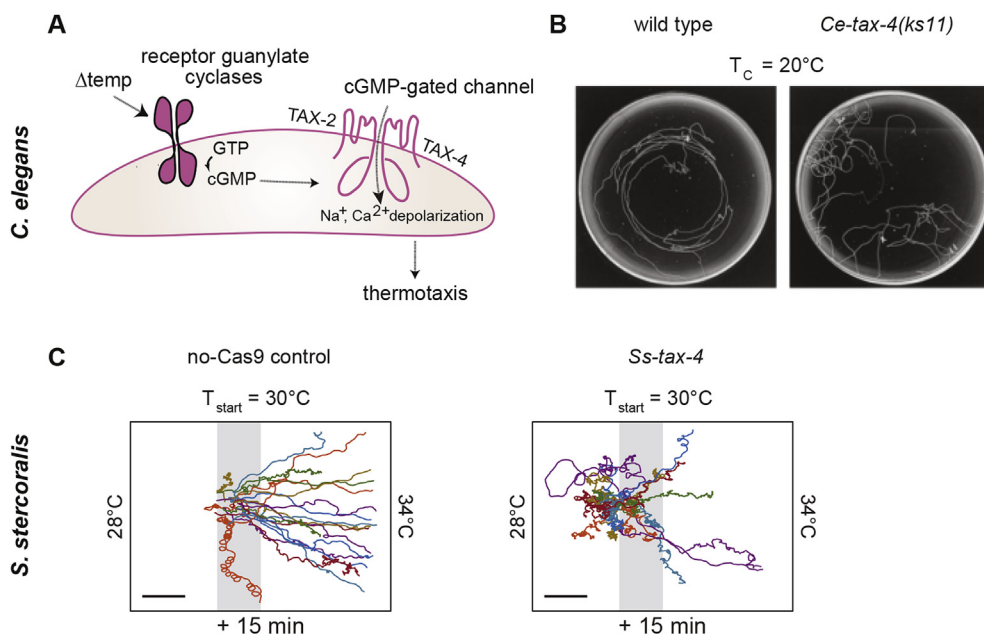 A
receptor guanylate
cyclases
Δtemp
GTP
cGMP
cGMP-gated channel
TAX-2
TAX-4
Na+, Ca2+ depolarization
thermotaxis
C. elegans
B
wild type
Ce-tax-4(ks11)
TC = 20°C
C
no-Cas9 control
Tstart = 30°C
28°C
34°C
+ 15 min
Ss-tax-4
Tstart = 30°C
28°C
34°C
+ 15 min
S. stercoralis